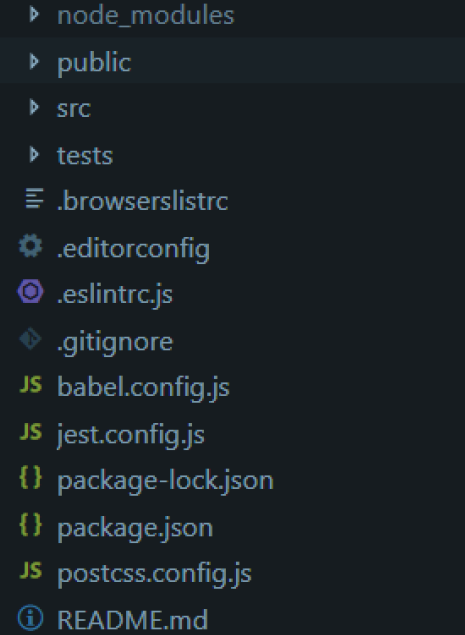 node_modules
public
src
tests
.browserslistrc
.editorconfig
.eslintrc.js
.gitignore
JS babel.config.js
JS jest.config.js
{ } package-lock.json
{ } package.json
JS postcss.config.js
README.md